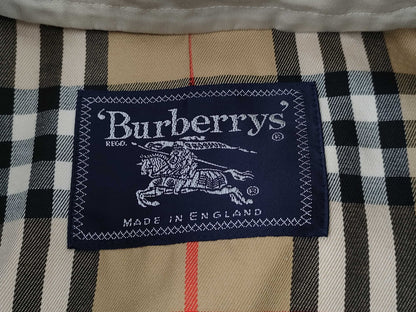 'Burberrys'
REGD. ®
®
MADE IN ENGLAND